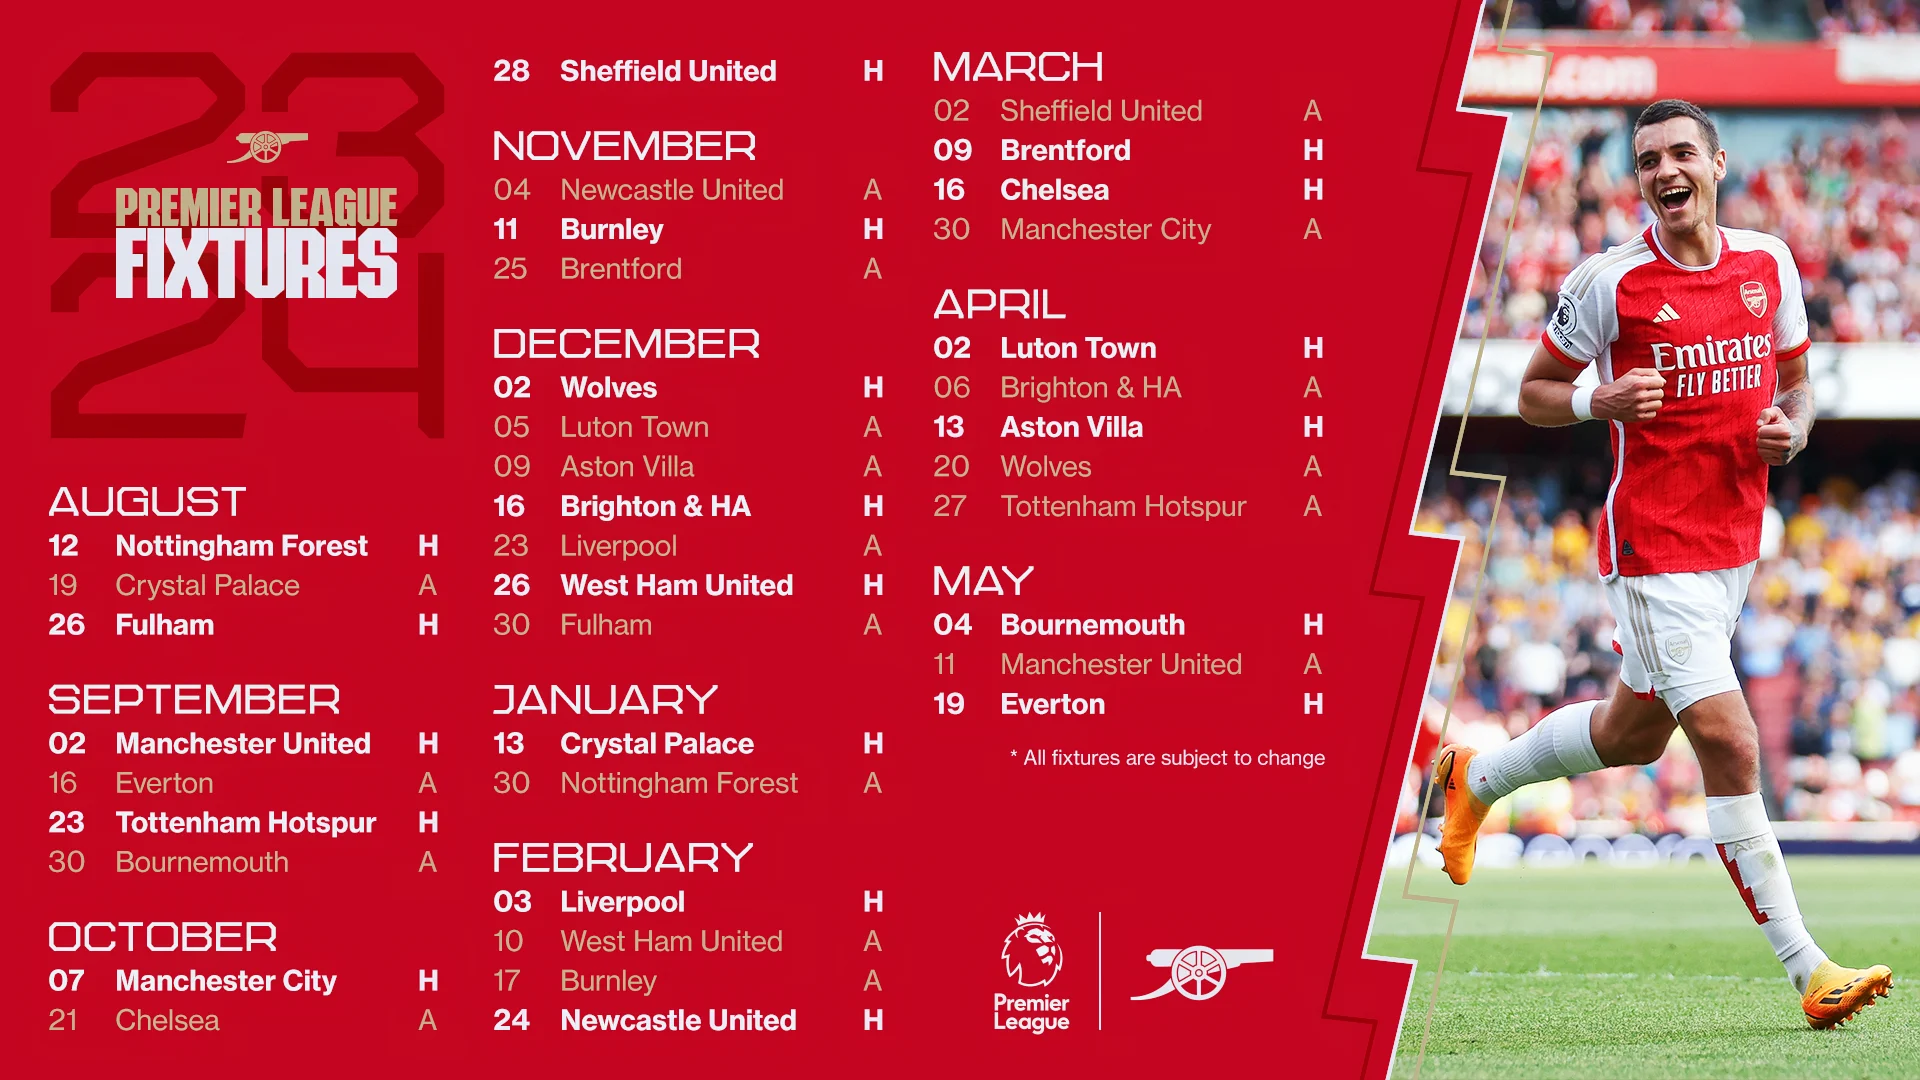 23
24
PREMIER LEAGUE
FIXTURES
AUGUST
12 Nottingham Forest H
19 Crystal Palace A
26 Fulham H
SEPTEMBER
02 Manchester United H
16 Everton A
23 Tottenham Hotspur H
30 Bournemouth A
OCTOBER
07 Manchester City H
21 Chelsea A
28 Sheffield United H
NOVEMBER
04 Newcastle United A
11 Burnley H
25 Brentford A
DECEMBER
02 Wolves H
05 Luton Town A
09 Aston Villa A
16 Brighton & HA H
23 Liverpool A
26 West Ham United H
30 Fulham A
JANUARY
13 Crystal Palace H
30 Nottingham Forest A
FEBRUARY
03 Liverpool H
10 West Ham United A
17 Burnley A
24 Newcastle United H
MARCH
02 Sheffield United A
09 Brentford H
16 Chelsea H
30 Manchester City A
APRIL
02 Luton Town H
06 Brighton & HA A
13 Aston Villa H
20 Wolves A
27 Tottenham Hotspur A
MAY
04 Bournemouth H
11 Manchester United A
19 Everton H
* All fixtures are subject to change
Premier
League
Emirates
FLY BETTER
Arsenal